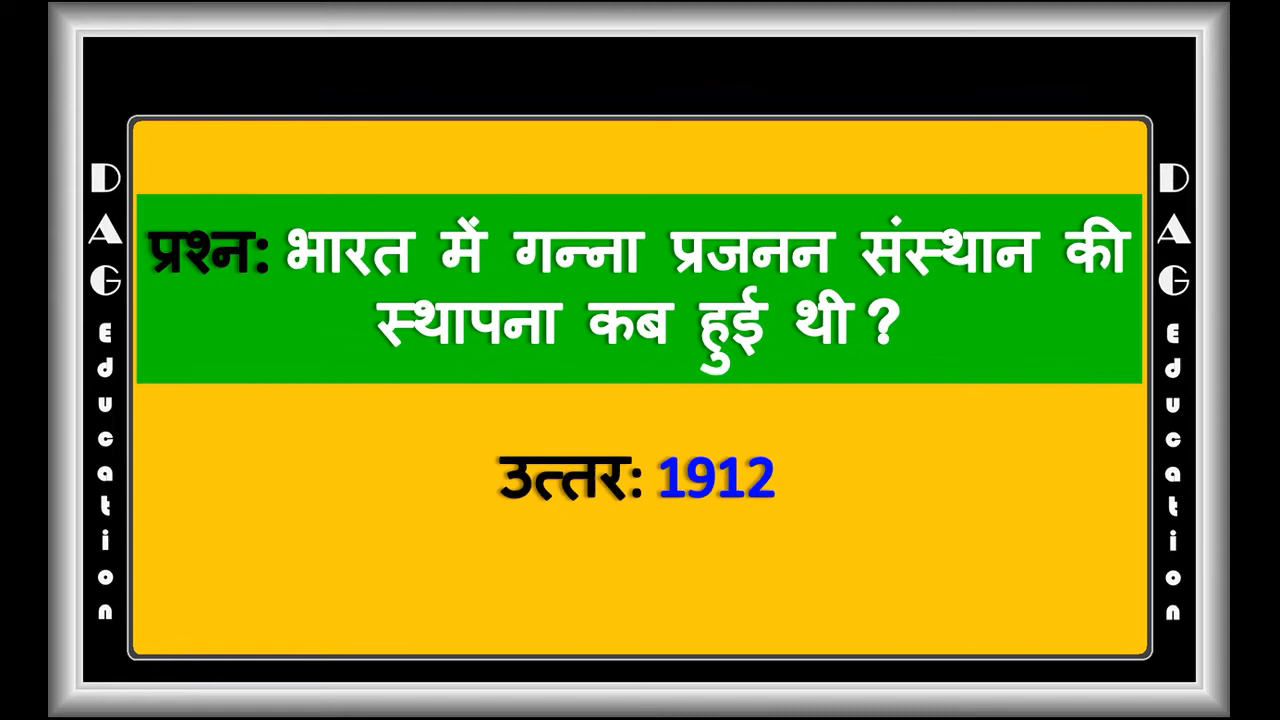 प्रश्न: भारत में गन्ना प्रजनन संस्थान की
स्थापना कब हुई थी ?
उत्तर: 1912
DAG Education
DAG Education